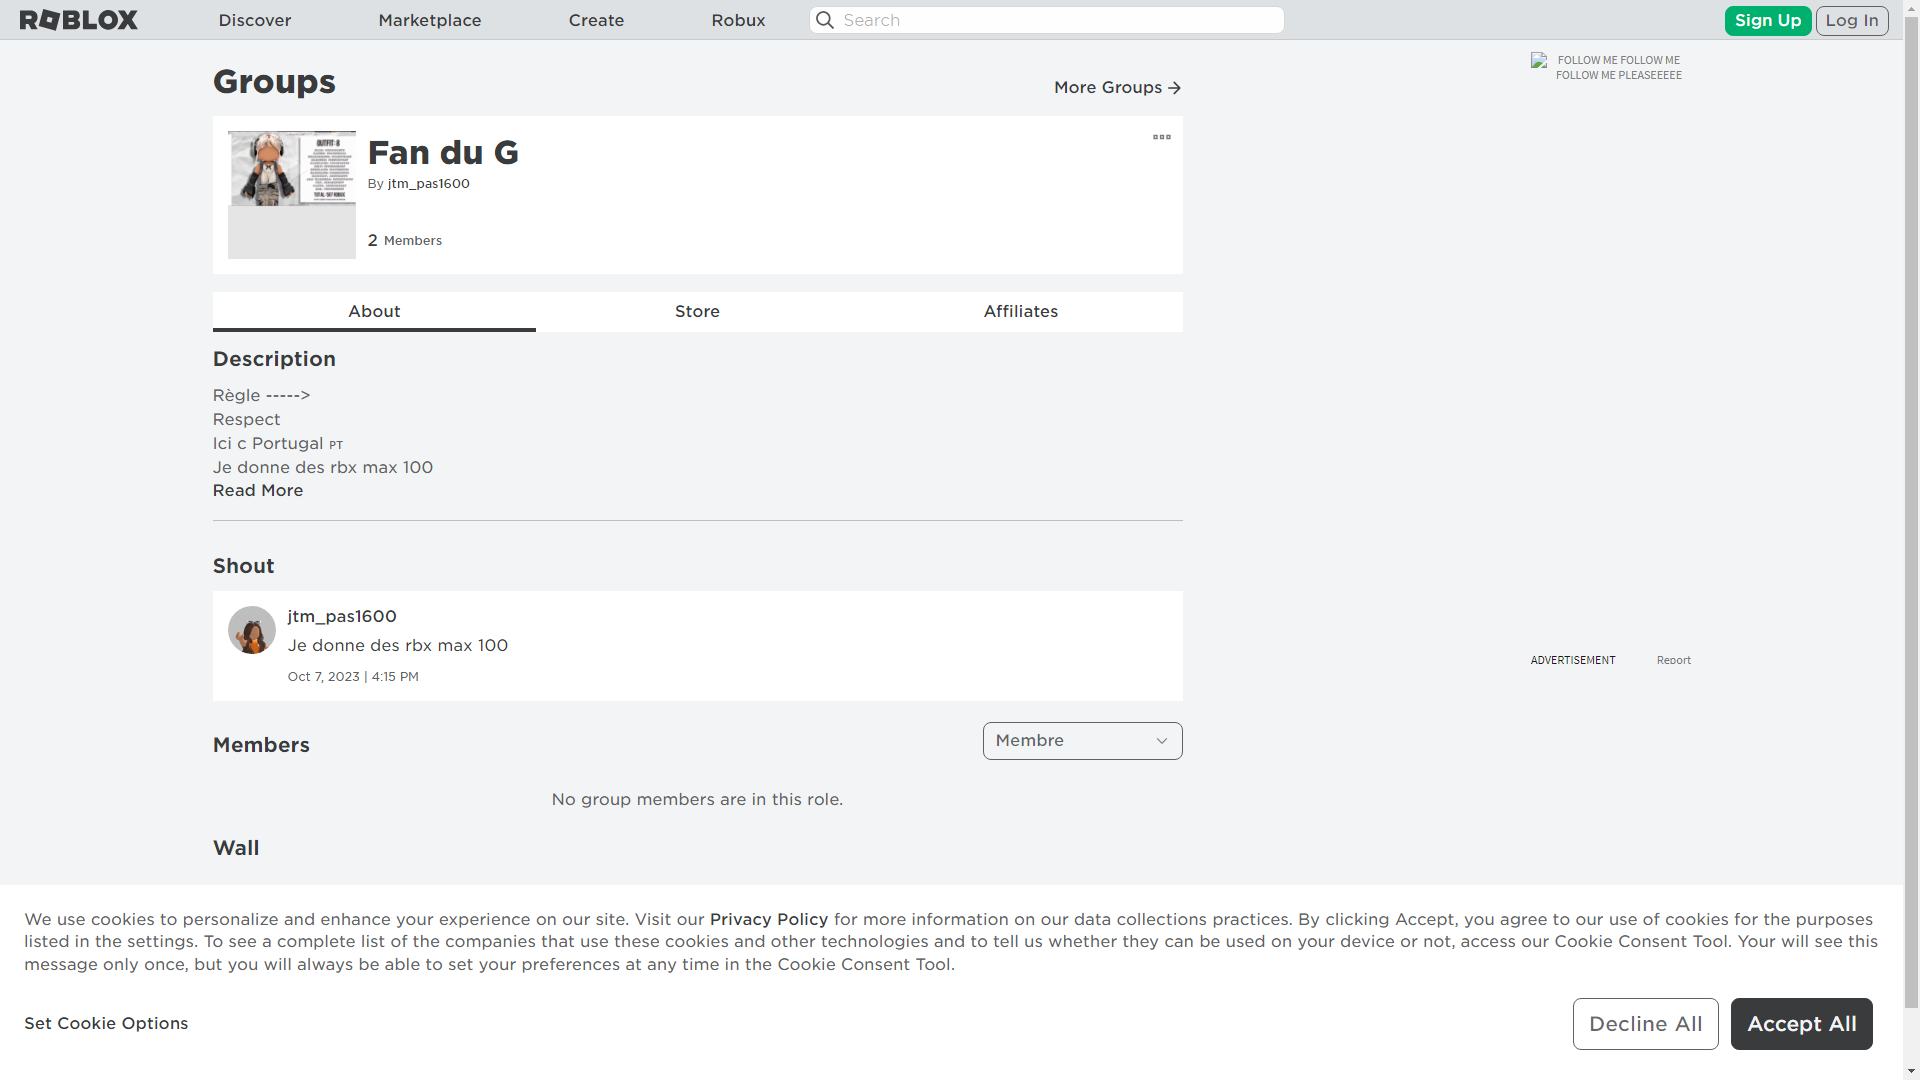 ROBLOX
Discover
Marketplace
Create
Robux
Search
Sign Up
Log In
Groups
More Groups
FOLLOW ME FOLLOW ME
FOLLOW ME PLEASEEEEE
OUTFIT: 8
Fan du G
By jtm_pas1600
2 Members
About
Store
Affiliates
Description
Règle ----->
Respect
Ici c Portugal PT
Je donne des rbx max 100
Read More
Shout
jtm_pas1600
Je donne des rbx max 100
Oct 7, 2023 | 4:15 PM
ADVERTISEMENT
Report
Members
Membre
No group members are in this role.
Wall
We use cookies to personalize and enhance your experience on our site. Visit our Privacy Policy for more information on our data collections practices. By clicking Accept, you agree to our use of cookies for the purposes
listed in the settings. To see a complete list of the companies that use these cookies and other technologies and to tell us whether they can be used on your device or not, access our Cookie Consent Tool. Your will see this
message only once, but you will always be able to set your preferences at any time in the Cookie Consent Tool.
Set Cookie Options
Decline All
Accept All